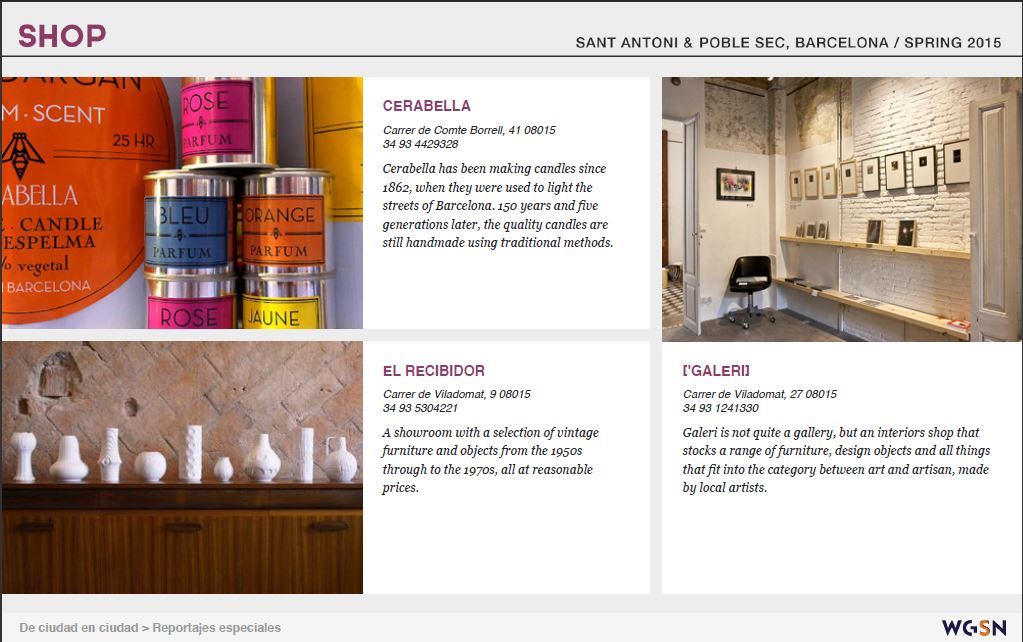 SHOP
SANT ANTONI & POBLE SEC, BARCELONA / SPRING 2015
ARGAN
M · SCENT
25 HR
ABELLA
· CANDLE
ESPELMA
% vegetal
BARCELONA
ROSE
PARFUM
BLEU
PARFUM
ORANGE
PARFUM
ROSE
JAUNE
CERABELLA
Carrer de Comte Borrell, 41 08015
34 93 4429328
Cerabella has been making candles since
1862, when they were used to light the
streets of Barcelona. 150 years and five
generations later, the quality candles are
still handmade using traditional methods.
EL RECIBIDOR
Carrer de Viladomat, 9 08015
34 93 5304221
A showroom with a selection of vintage
furniture and objects from the 1950s
through to the 1970s, all at reasonable
prices.
['GALERI]
Carrer de Viladomat, 27 08015
34 93 1241330
Galeri is not quite a gallery, but an interiors shop that
stocks a range of furniture, design objects and all things
that fit into the category between art and artisan, made
by local artists.
De ciudad en ciudad > Reportajes especiales
WGSN